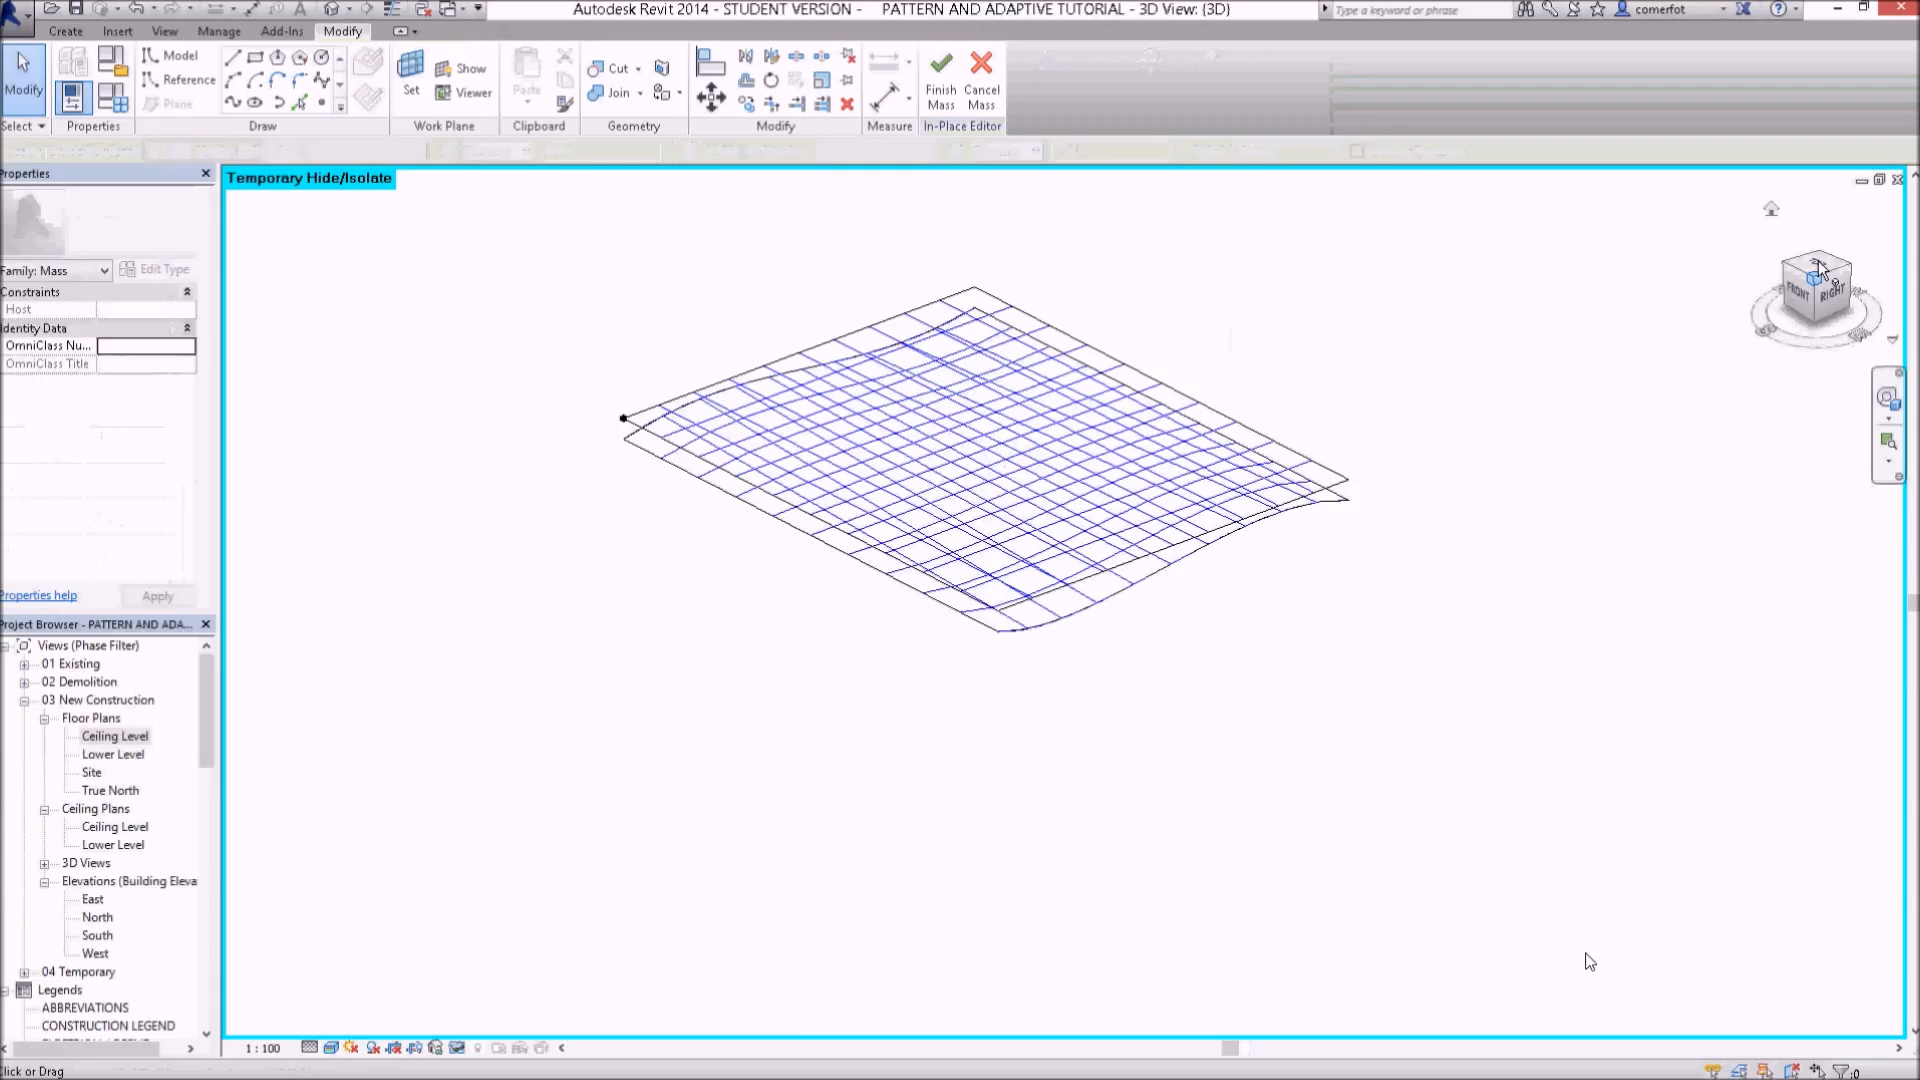 Autodesk Revit 2014 - STUDENT VERSION - PATTERN AND ADAPTIVE TUTORIAL - 3D View: {3D}
Type a keyword or phrase
comerfot
Create Insert View Manage Add-Ins Modify
Modify
Model
Reference
Plane
Set
Show
Viewer
Paste
Cut
Join
Finish Mass
Cancel Mass
Select Properties Draw Work Plane Clipboard Geometry Modify Measure In-Place Editor
Properties
Temporary Hide/Isolate
Family: Mass
Edit Type
Constraints
Host
Identity Data
OmniClass Nu...
OmniClass Title
Properties help
Apply
FRONT
RIGHT
Project Browser - PATTERN AND ADA...
Views (Phase Filter)
01 Existing
02 Demolition
03 New Construction
Floor Plans
Ceiling Level
Lower Level
Site
True North
Ceiling Plans
Ceiling Level
Lower Level
3D Views
Elevations (Building Eleva
East
North
South
West
04 Temporary
Legends
ABBREVIATIONS
CONSTRUCTION LEGEND
1 : 100
Click or Drag
:0